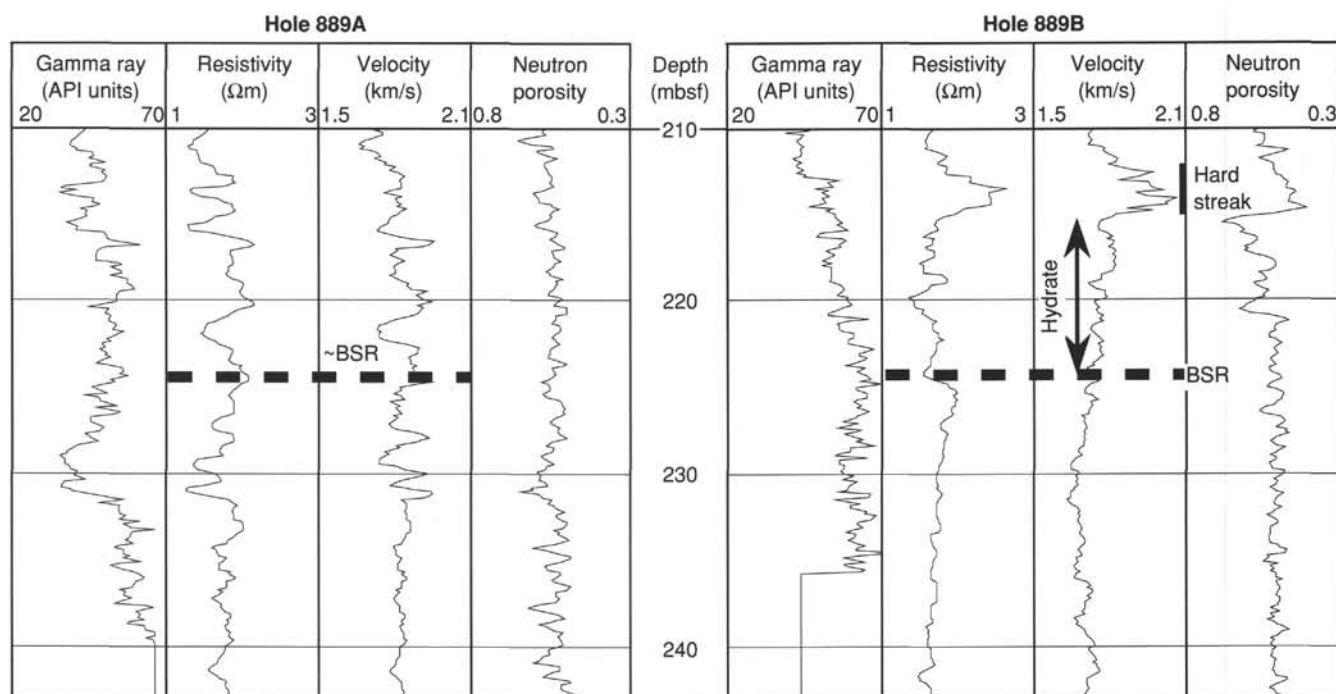 Hole 889A
Hole 889B
Gamma ray
(API units)
20 70
Resistivity
(Ωm)
1 3
Velocity
(km/s)
1.5 2.1
Neutron
porosity
0.8 0.3
Depth
(mbsf)
Gamma ray
(API units)
20 70
Resistivity
(Ωm)
1 3
Velocity
(km/s)
1.5 2.1
Neutron
porosity
0.8 0.3
210
Hard
streak
Hydrate
220
~BSR
BSR
230
240